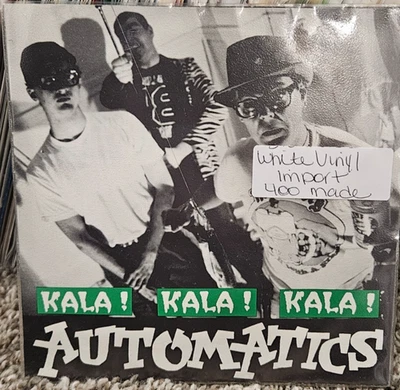 White Vinyl
Import
400 made
KALA! KALA! KALA!
AUTOMATICS